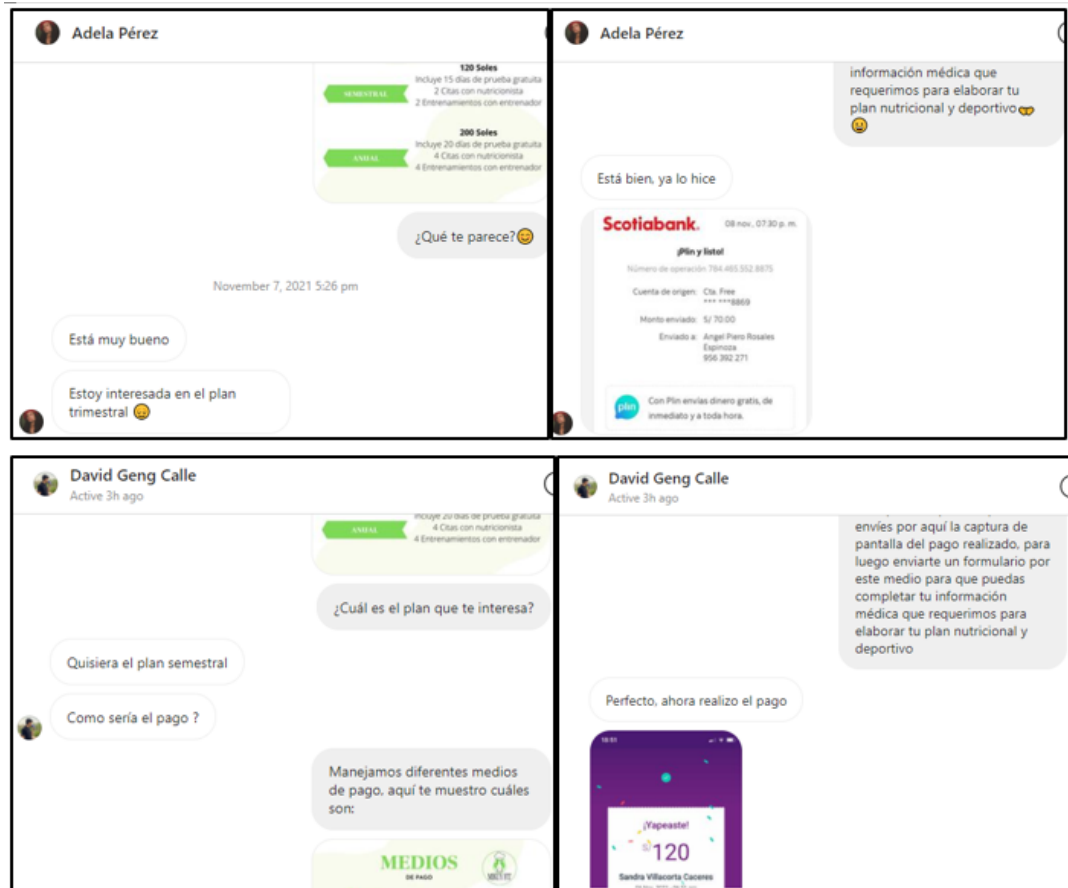 Adela Pérez
120 Soles
Incluye 15 días de prueba gratuita
SEMESTRAL
2 Citas con nutricionista
2 Entrenamientos con entrenador
200 Soles
Incluye 20 días de prueba gratuita
ANUAL
4 Citas con nutricionista
4 Entrenamientos con entrenador
¿Qué te parece?😊
November 7, 2021 5:26 pm
Está muy bueno
Estoy interesada en el plan
trimestral
Adela Pérez
información médica que
requerimos para elaborar tu
plan nutricional y deportivo
Está bien, ya lo hice
Scotiabank.
08 nov., 07:30 p. m.
¡Plin y listo!
Número de operación 784.465.552.8875
Cuenta de origen: Cta. Free
*** ***8869
Monto enviado: S/ 70.00
Enviado a: Angel Piero Rosales
Espinoza
956 392 271
plin
Con Plin envías dinero gratis, de
inmediato y a toda hora.
David Geng Calle
Active 3h ago
Incluye 20 días de prueba gratuita
ANUAL
4 Citas con nutricionista
4 Entrenamientos con entrenador
¿Cuál es el plan que te interesa?
Quisiera el plan semestral
Como sería el pago ?
Manejamos diferentes medios
de pago, aquí te muestro cuáles
son:
MEDIOS
DE PAGO
David Geng Calle
Active 3h ago
envíes por aquí la captura de
pantalla del pago realizado, para
luego enviarte un formulario por
este medio para que puedas
completar tu información
médica que requerimos para
elaborar tu plan nutricional y
deportivo
Perfecto, ahora realizo el pago
¡Yapeaste!
S/120
Sandra Villacorta Caceres